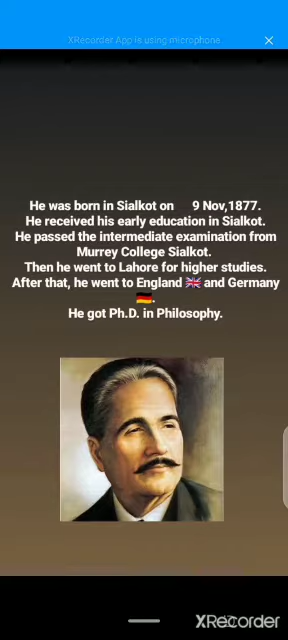 XRecorder App is using microphone
He was born in Sialkot on 9 Nov,1877.
He received his early education in Sialkot.
He passed the intermediate examination from
Murrey College Sialkot.
Then he went to Lahore for higher studies.
After that, he went to England 🇬🇧 and Germany
🇩🇪.
He got Ph.D. in Philosophy.
XRecorder